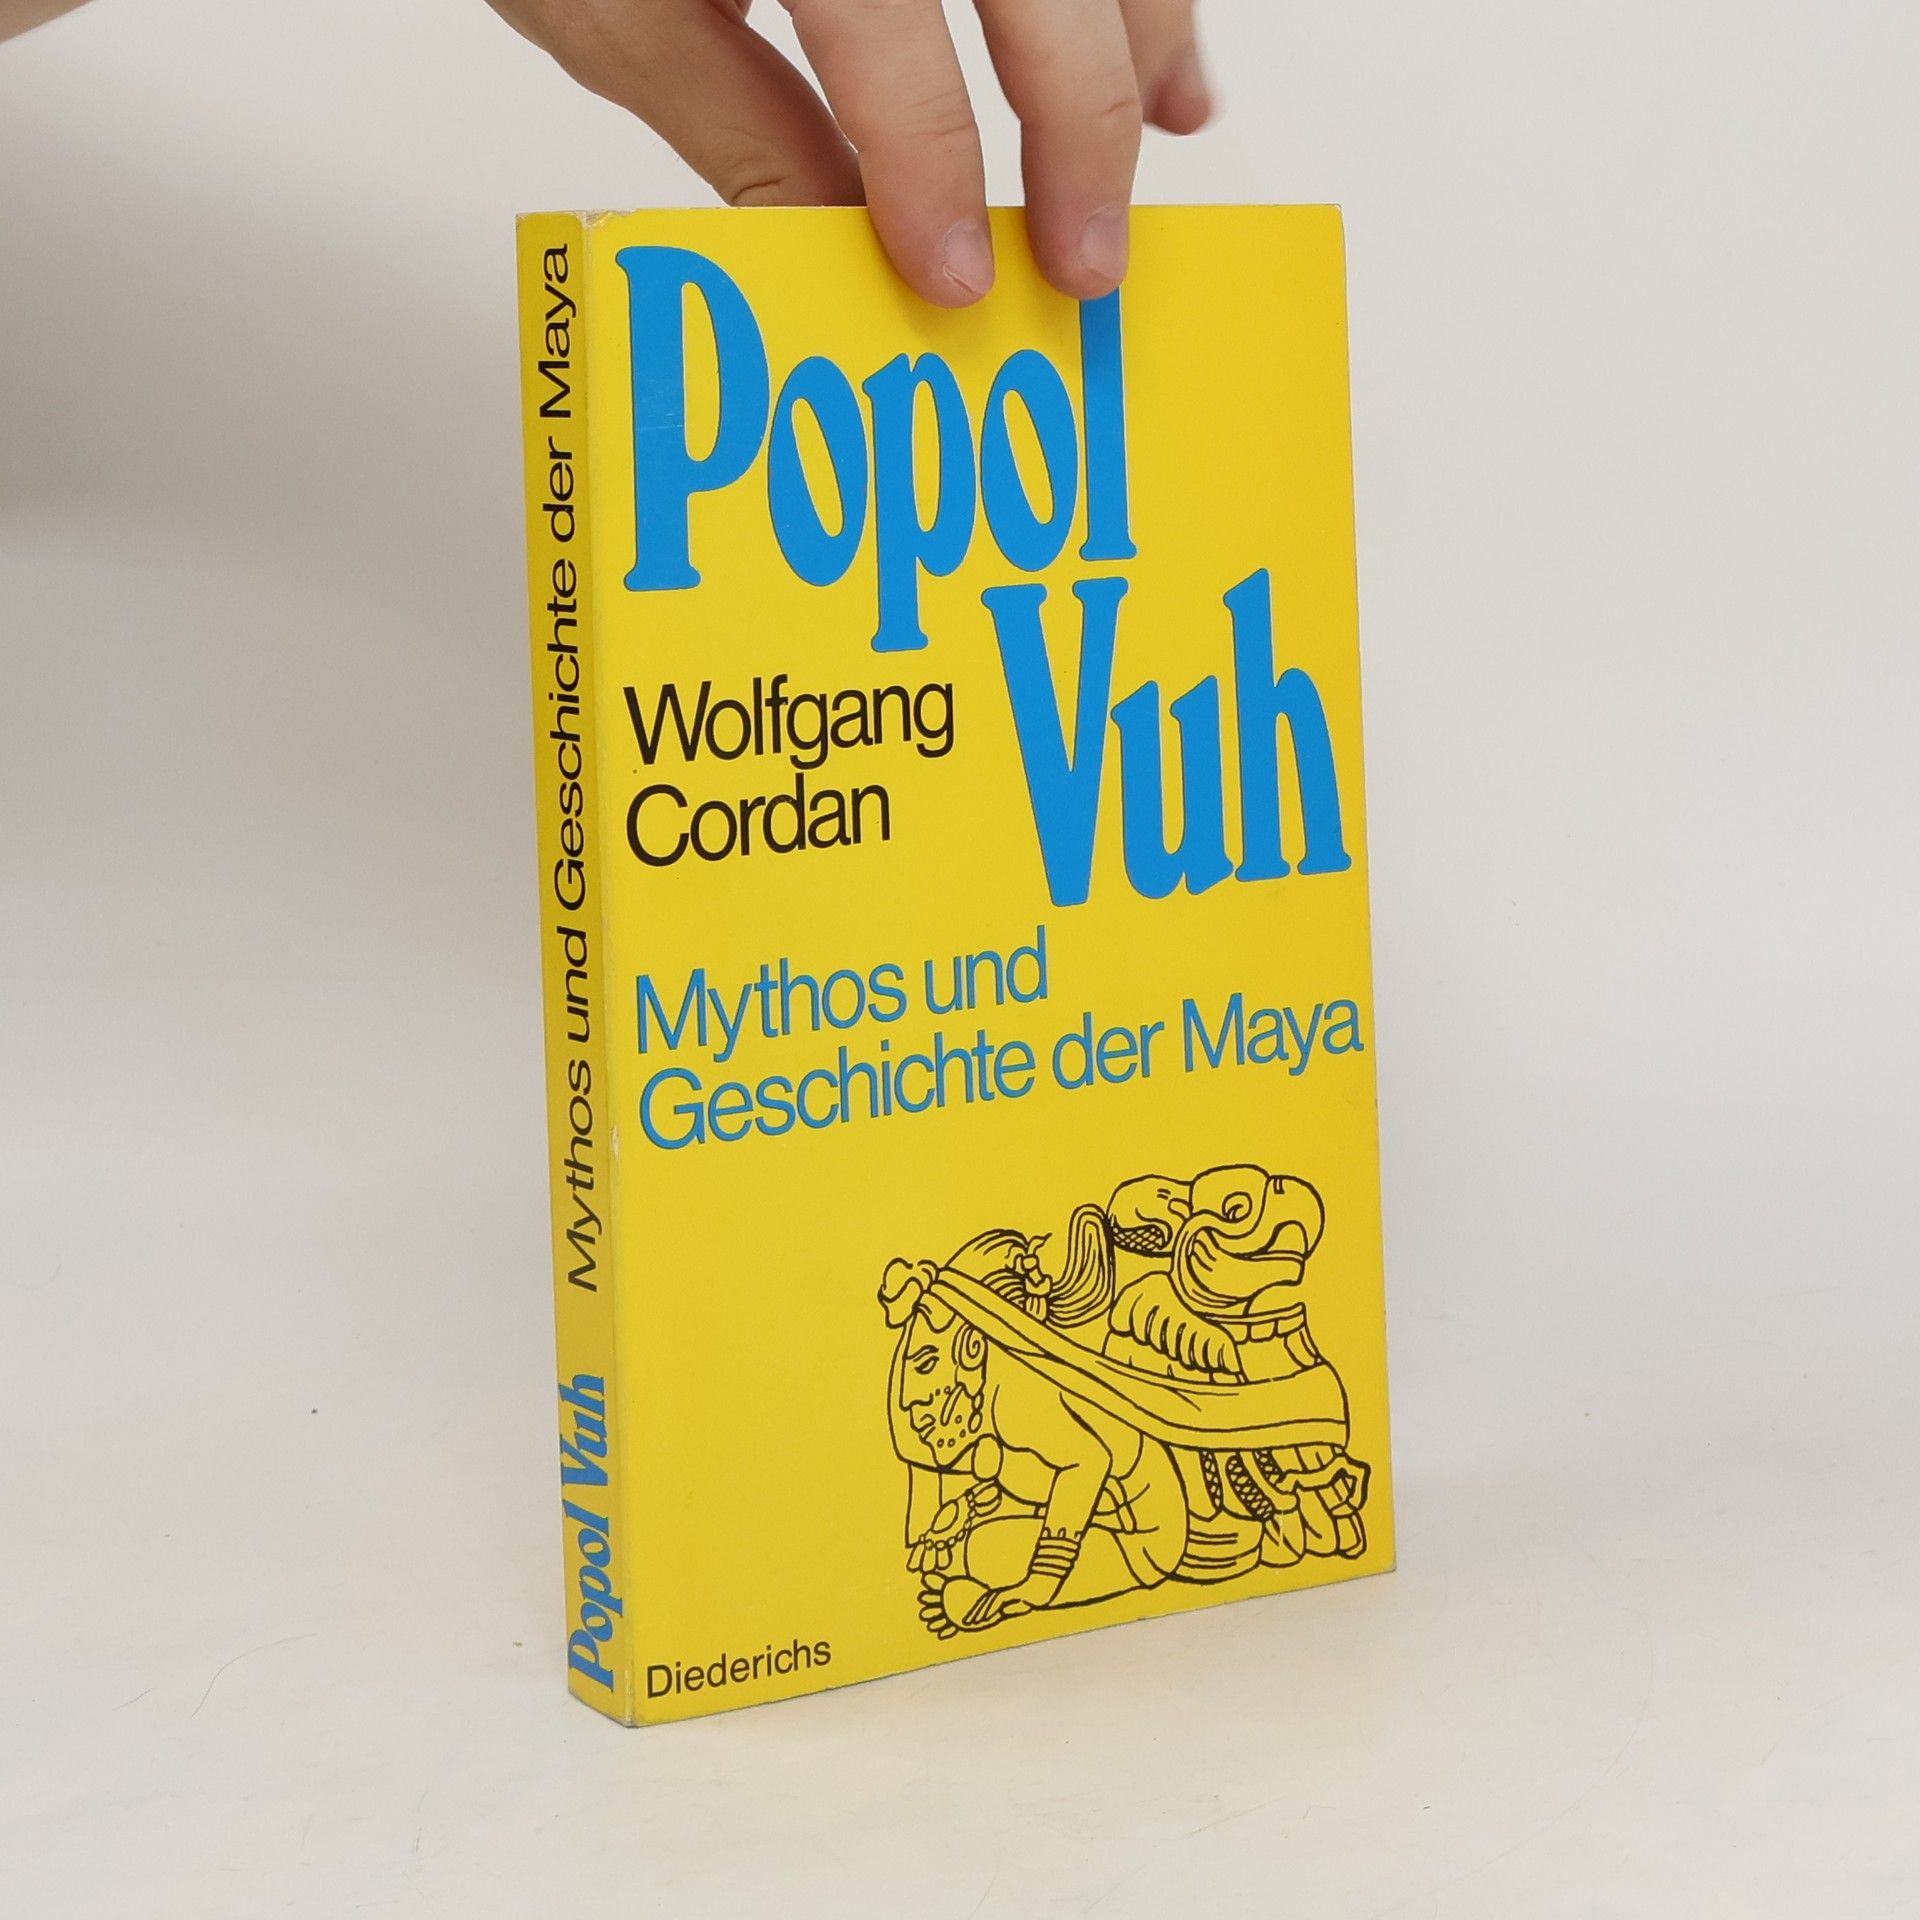 Popol
Vuh
Wolfgang
Cordan
Mythos und
Geschichte der Maya
Diederichs
Popol Vuh Mythos und Geschichte der Maya